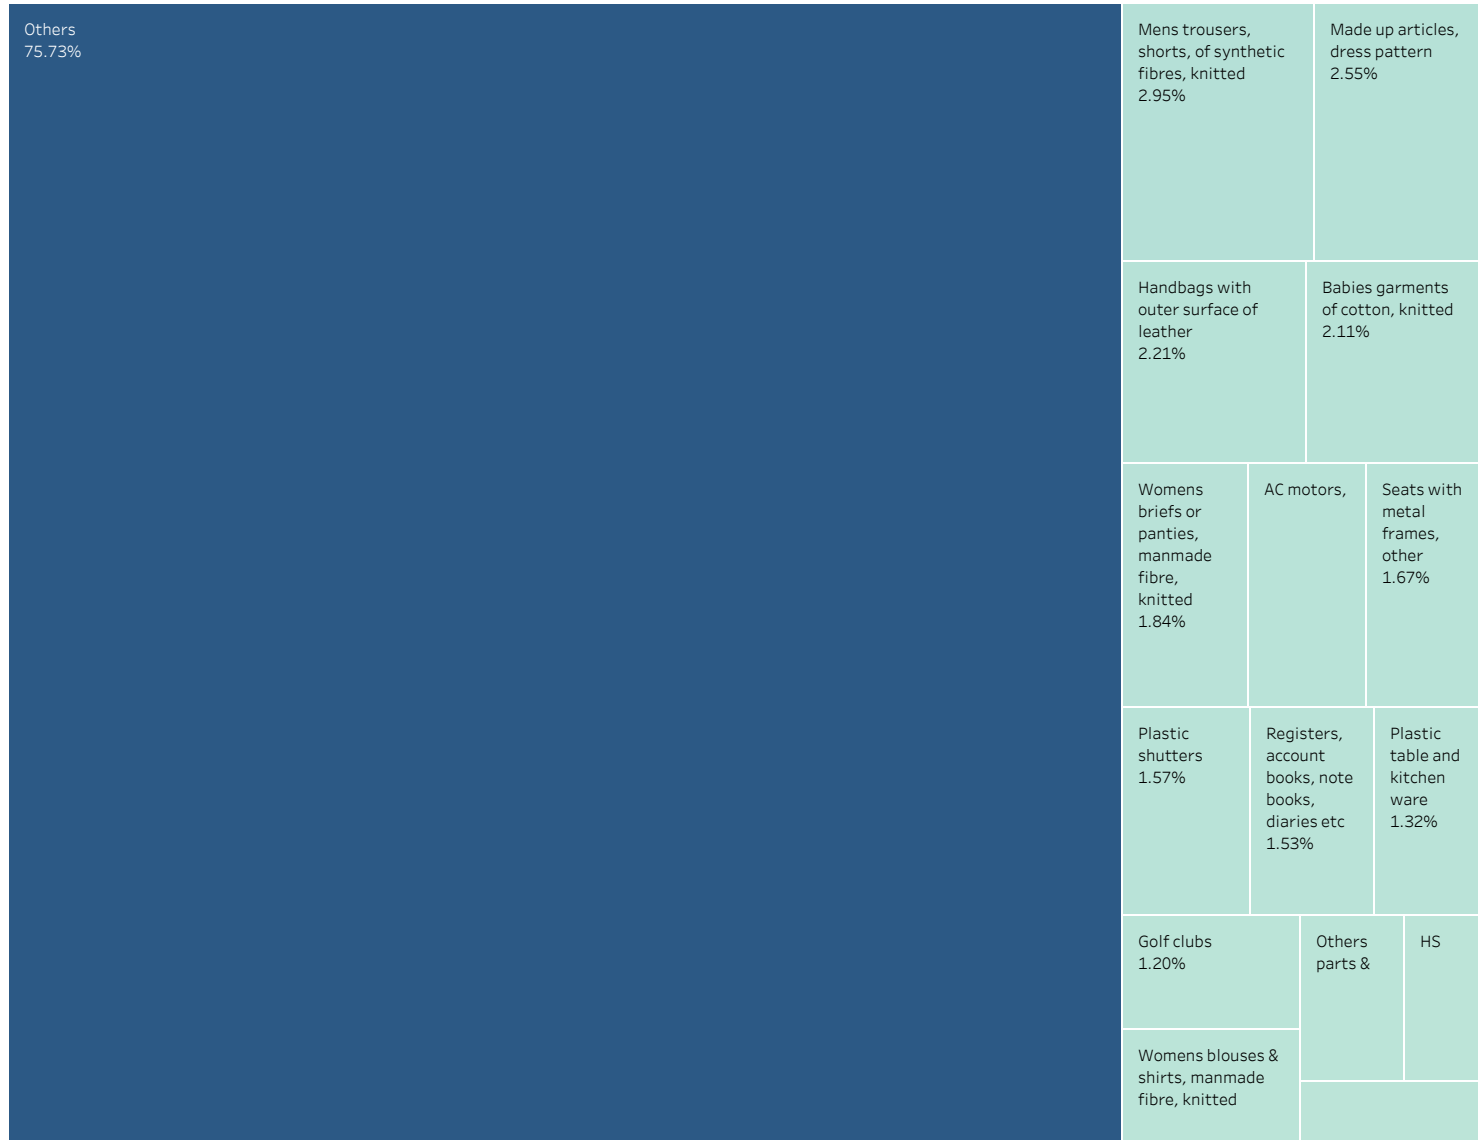 Others
75.73%
Mens trousers,
shorts, of synthetic
fibres, knitted
2.95%
Made up articles,
dress pattern
2.55%
Handbags with
outer surface of
leather
2.21%
Babies garments
of cotton, knitted
2.11%
Womens
briefs or
panties,
manmade
fibre,
knitted
1.84%
AC motors,
Seats with
metal
frames,
other
1.67%
Plastic
shutters
1.57%
Registers,
account
books, note
books,
diaries etc
1.53%
Plastic
table and
kitchen
ware
1.32%
Golf clubs
1.20%
Others
parts &
HS
Womens blouses &
shirts, manmade
fibre, knitted